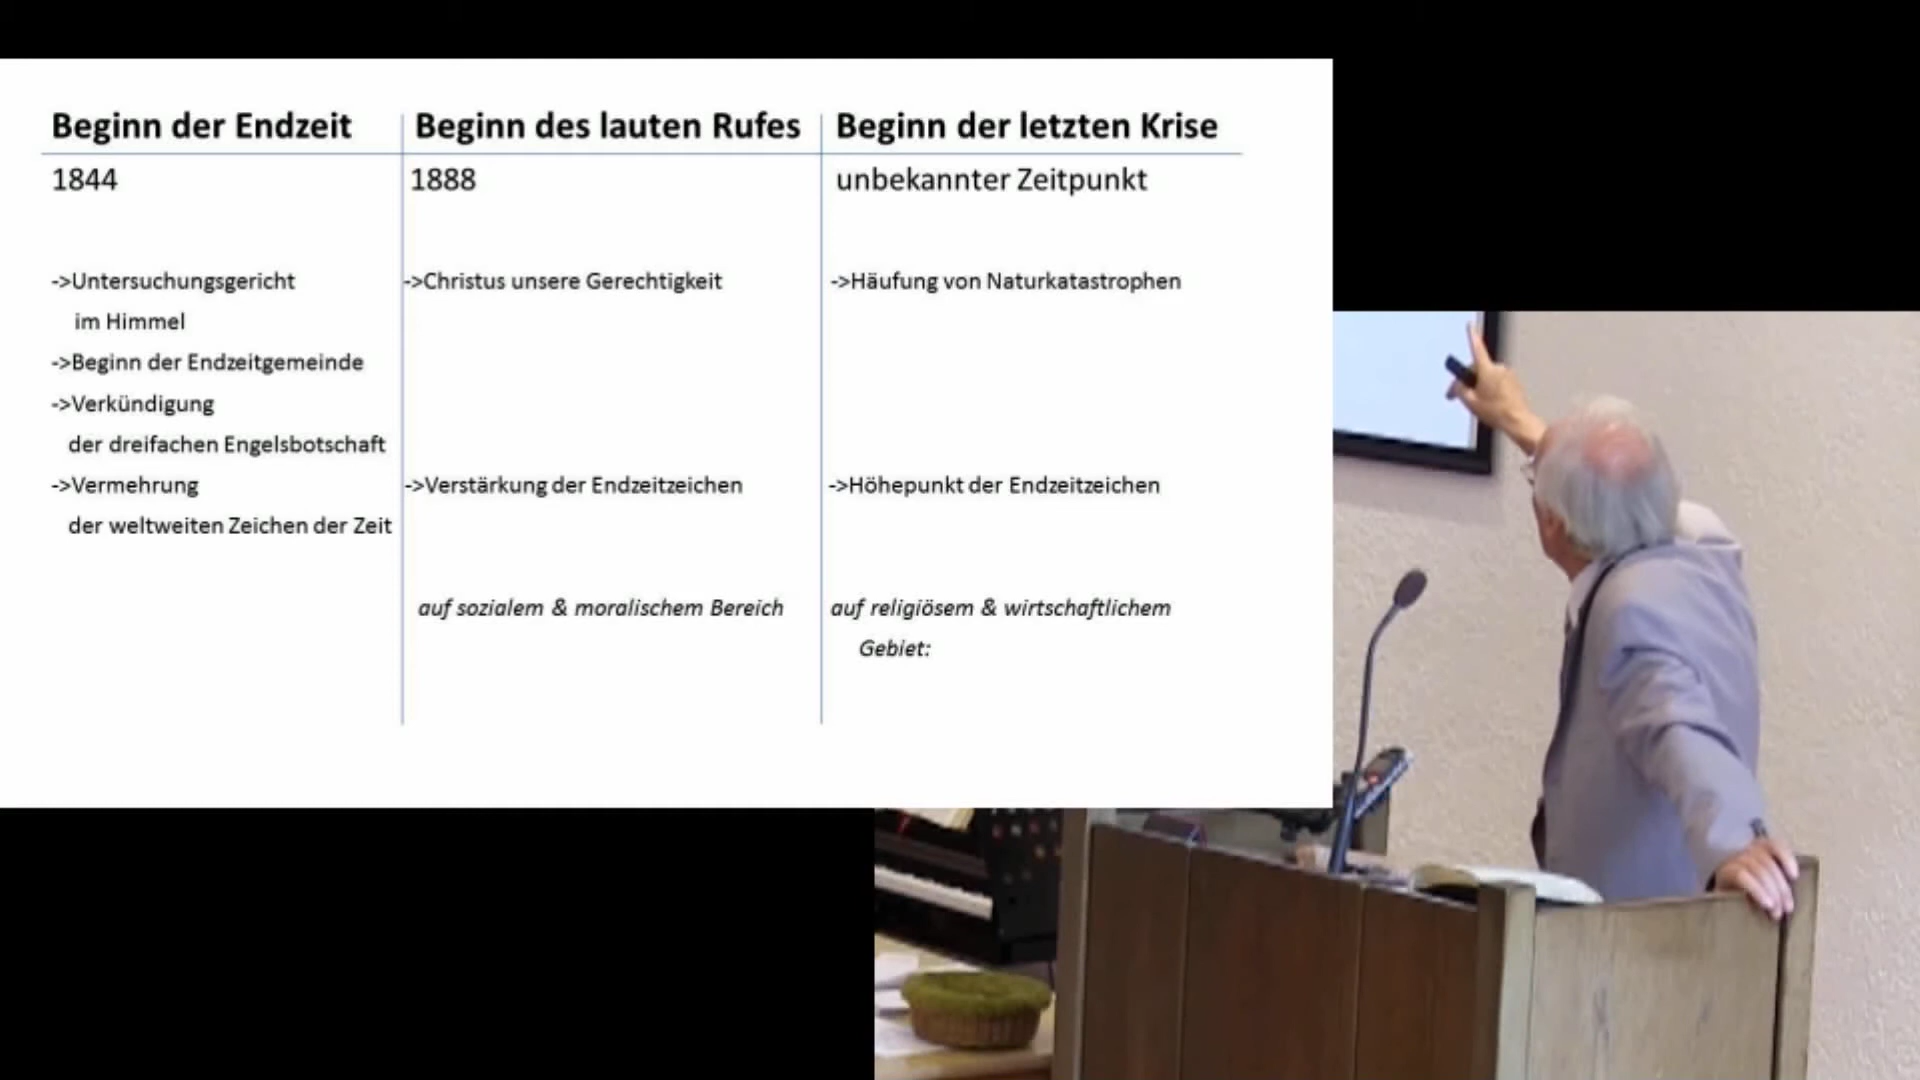 Beginn der Endzeit
Beginn des lauten Rufes
Beginn der letzten Krise
1844
1888
unbekannter Zeitpunkt
->Untersuchungsgericht
im Himmel
->Beginn der Endzeitgemeinde
->Verkündigung
der dreifachen Engelsbotschaft
->Vermehrung
der weltweiten Zeichen der Zeit
->Christus unsere Gerechtigkeit
->Verstärkung der Endzeitzeichen
auf sozialem & moralischem Bereich
->Häufung von Naturkatastrophen
->Höhepunkt der Endzeitzeichen
auf religiösem & wirtschaftlichem
Gebiet: